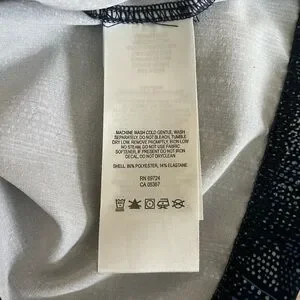 MACHINE WASH COLD GENTLE, WASH
SEPARATELY, DO NOT BLEACH, TUMBLE
DRY LOW, REMOVE PROMPTLY, IRON LOW
NO STEAM, DO NOT USE FABRIC
SOFTENER, IF PRESENT DO NOT IRON
DECAL, DO NOT DRYCLEAN
SHELL: 86% POLYESTER; 14% ELASTANE
RN 69724
CA 05367